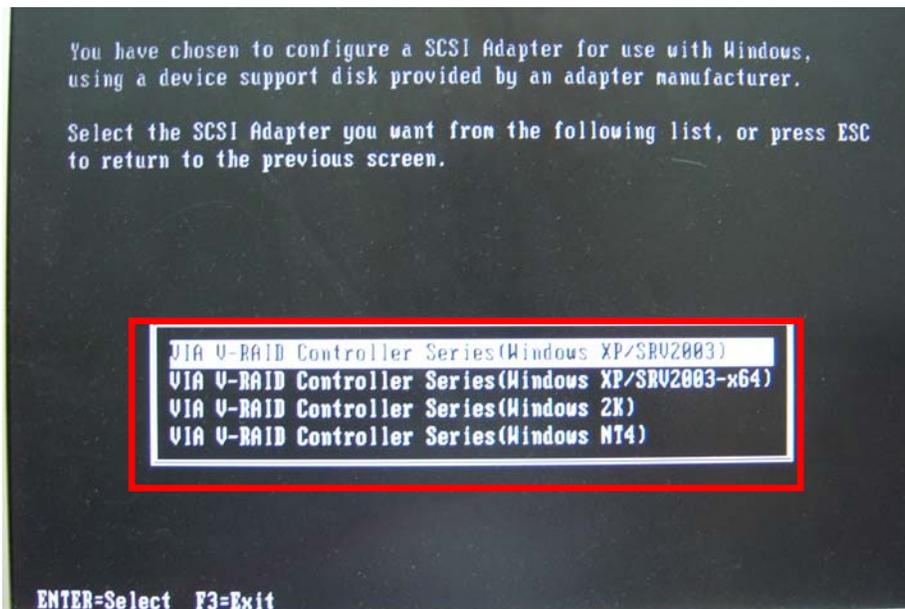 You have chosen to configure a SCSI Adapter for use with Windows,
using a device support disk provided by an adapter manufacturer.
Select the SCSI Adapter you want from the following list, or press ESC
to return to the previous screen.
VIA V-RAID Controller Series(Windows XP/SRV2003)
VIA V-RAID Controller Series(Windows XP/SRV2003-x64)
VIA V-RAID Controller Series(Windows 2K)
VIA V-RAID Controller Series(Windows NT4)
ENTER=Select F3=Exit